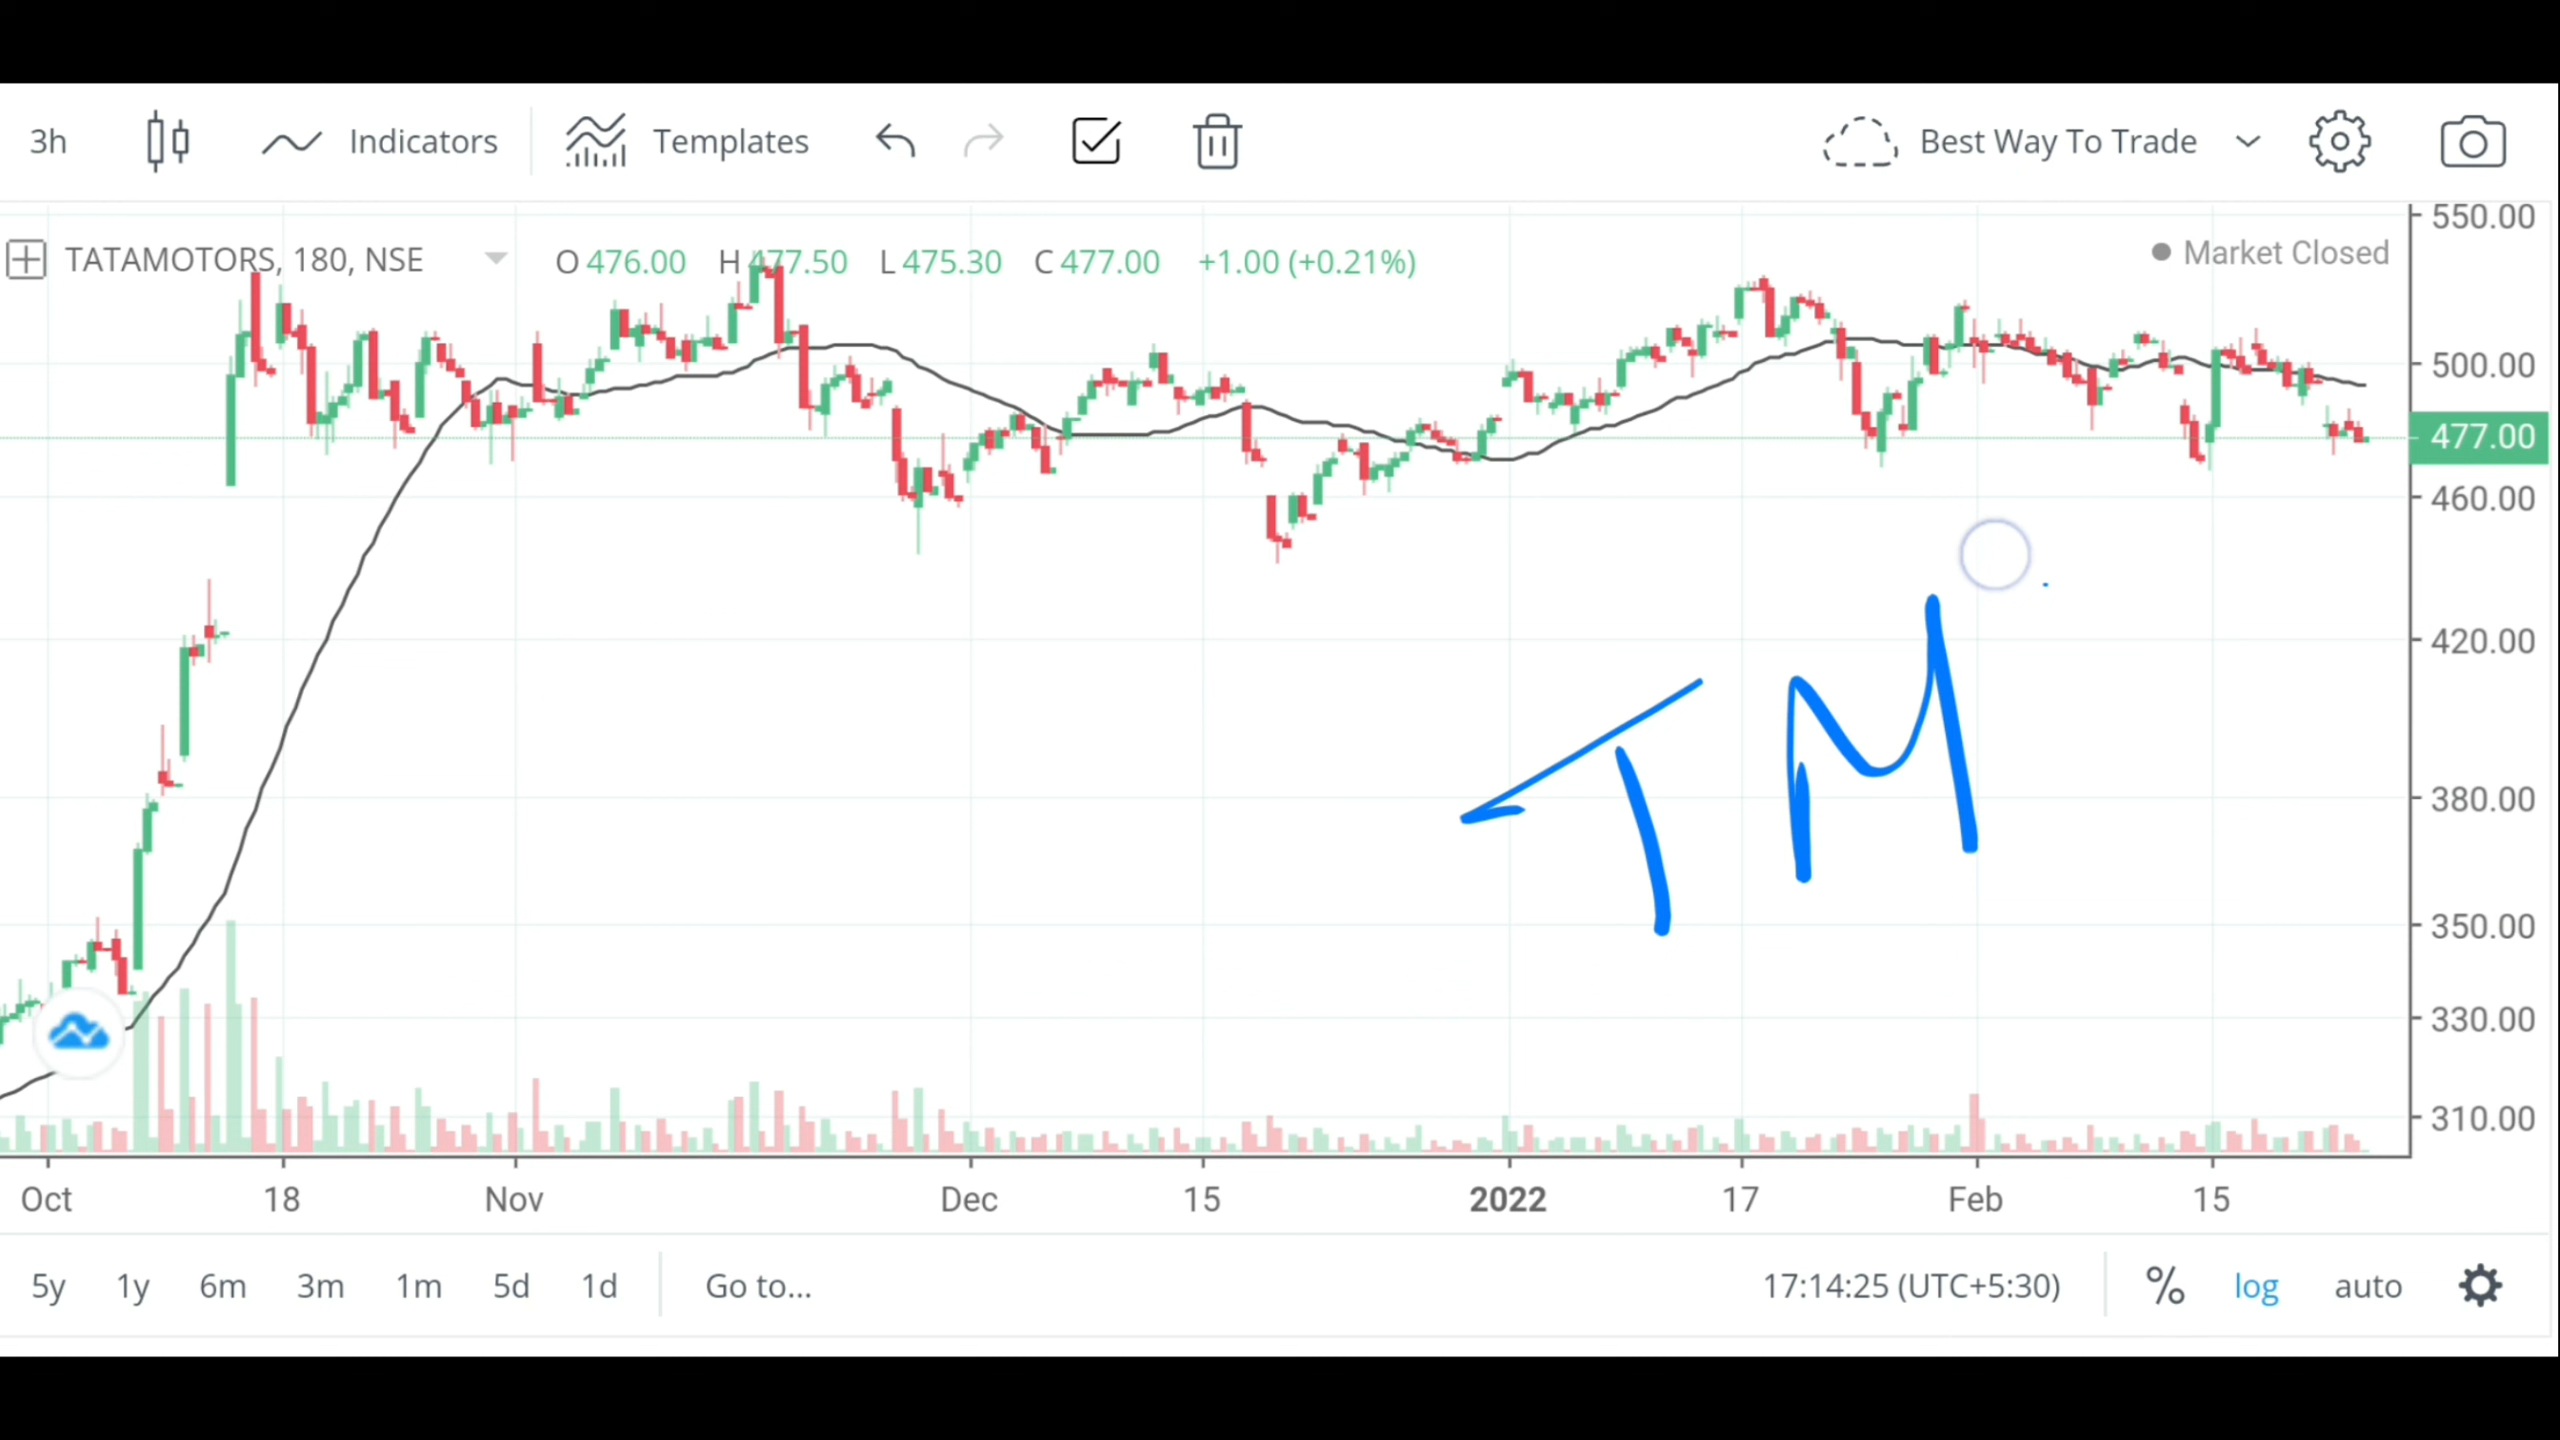 3h Indicators Templates Best Way To Trade
550.00
TATAMOTORS, 180, NSE O 476.00 H 477.50 L 475.30 C 477.00 +1.00 (+0.21%) Market Closed
500.00
477.00
460.00
420.00
TM
380.00
350.00
330.00
310.00
Oct 18 Nov Dec 15 2022 17 Feb 15
5y 1y 6m 3m 1m 5d 1d Go to... 17:14:25 (UTC+5:30) % log auto